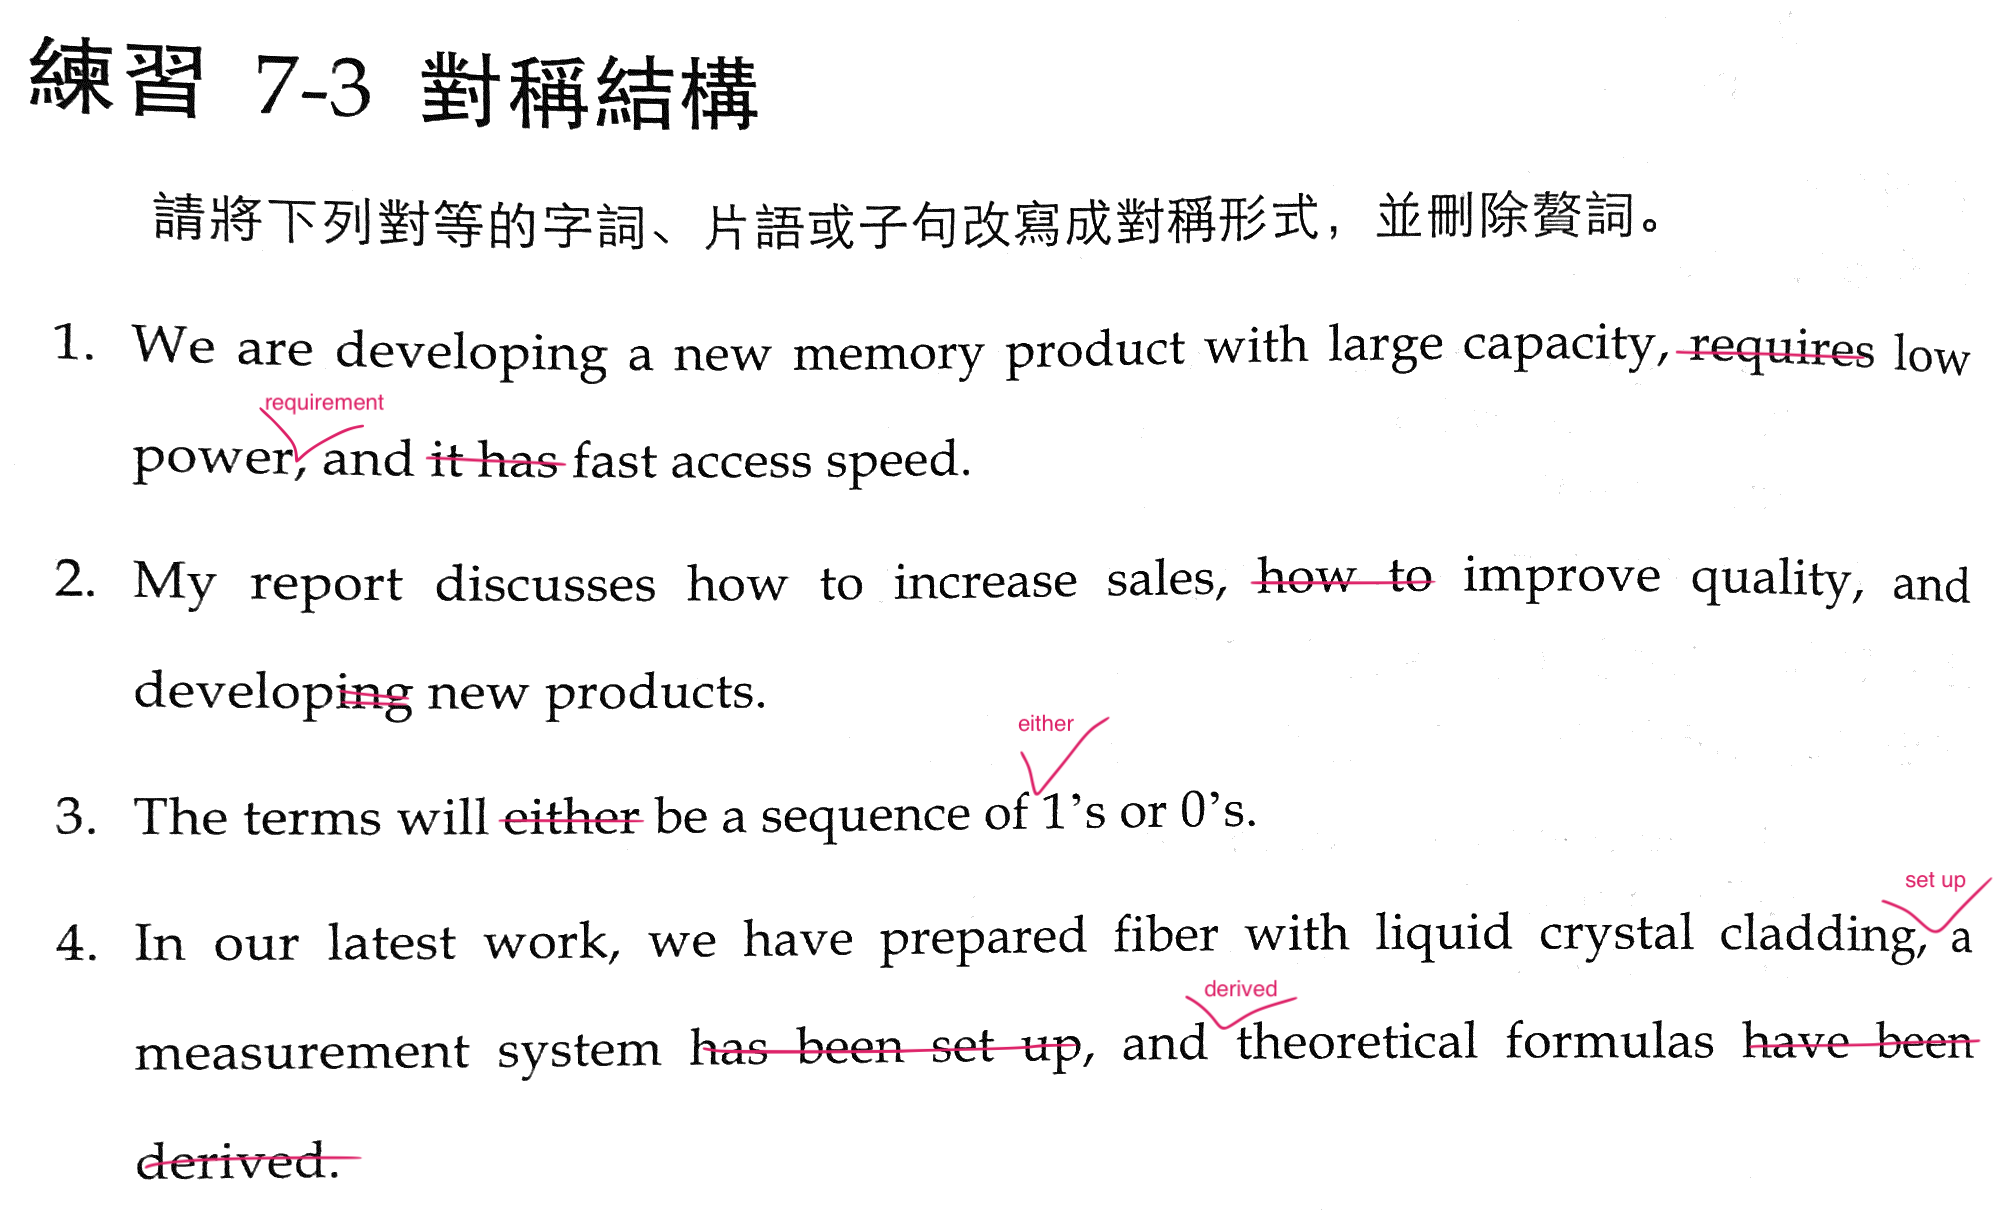 練習 7-3 對稱結構
請將下列對等的字詞、片語或子句改寫成對稱形式，並刪除贅詞。
1. We are developing a new memory product with large capacity, requires low
requirement
power, and it has fast access speed.
2. My report discusses how to increase sales, how to improve quality, and
developing new products.
either
3. The terms will either be a sequence of 1's or 0's.
set up
4. In our latest work, we have prepared fiber with liquid crystal cladding, a
derived
measurement system has been set up, and theoretical formulas have been
derived.